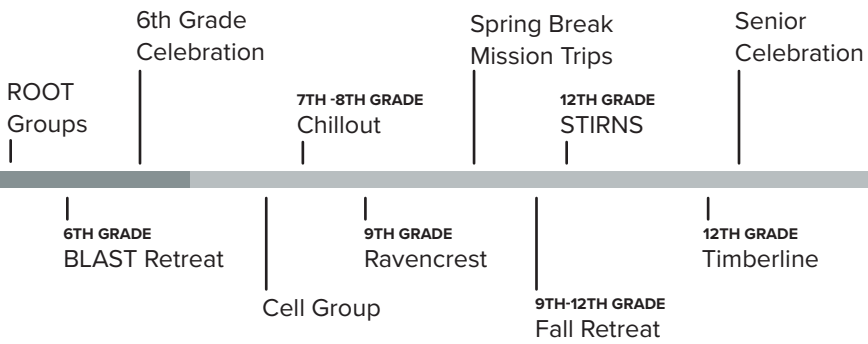 ROOT
Groups
6TH GRADE
BLAST Retreat
6th Grade
Celebration
Cell Group
7TH -8TH GRADE
Chillout
9TH GRADE
Ravencrest
Spring Break
Mission Trips
9TH-12TH GRADE
Fall Retreat
12TH GRADE
STIRNS
12TH GRADE
Timberline
Senior
Celebration